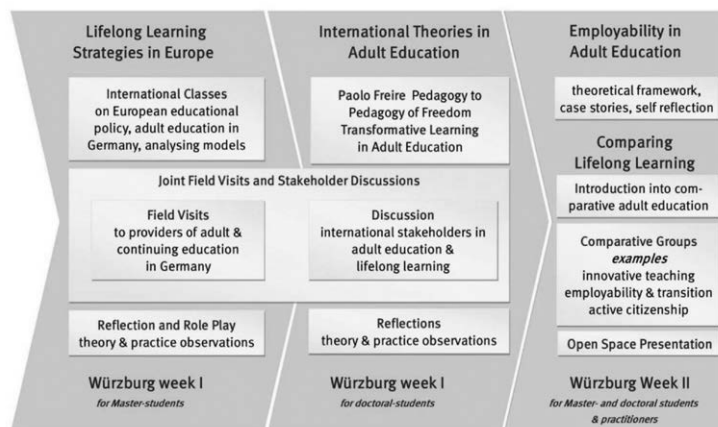 Lifelong Learning
Strategies in Europe
International Classes
on European educational
policy, adult education in
Germany, analysing models
International Theories in
Adult Education
Paolo Freire Pedagogy to
Pedagogy of Freedom
Transformative Learning
in Adult Education
Joint Field Visits and Stakeholder Discussions
Field Visits
to providers of adult &
continuing education
in Germany
Discussion
international stakeholders in
adult education &
lifelong learning
Reflection and Role Play
theory & practice observations
Reflections
theory & practice observations
Würzburg week I
for Master-students
Würzburg week I
for doctoral-students
Employability in
Adult Education
theoretical framework,
case stories, self reflection
Comparing
Lifelong Learning
Introduction into com-
parative adult education
Comparative Groups
examples
innovative teaching
employability & transition
active citizenship
Open Space Presentation
Würzburg Week II
for Master- and doctoral students
& practitioners